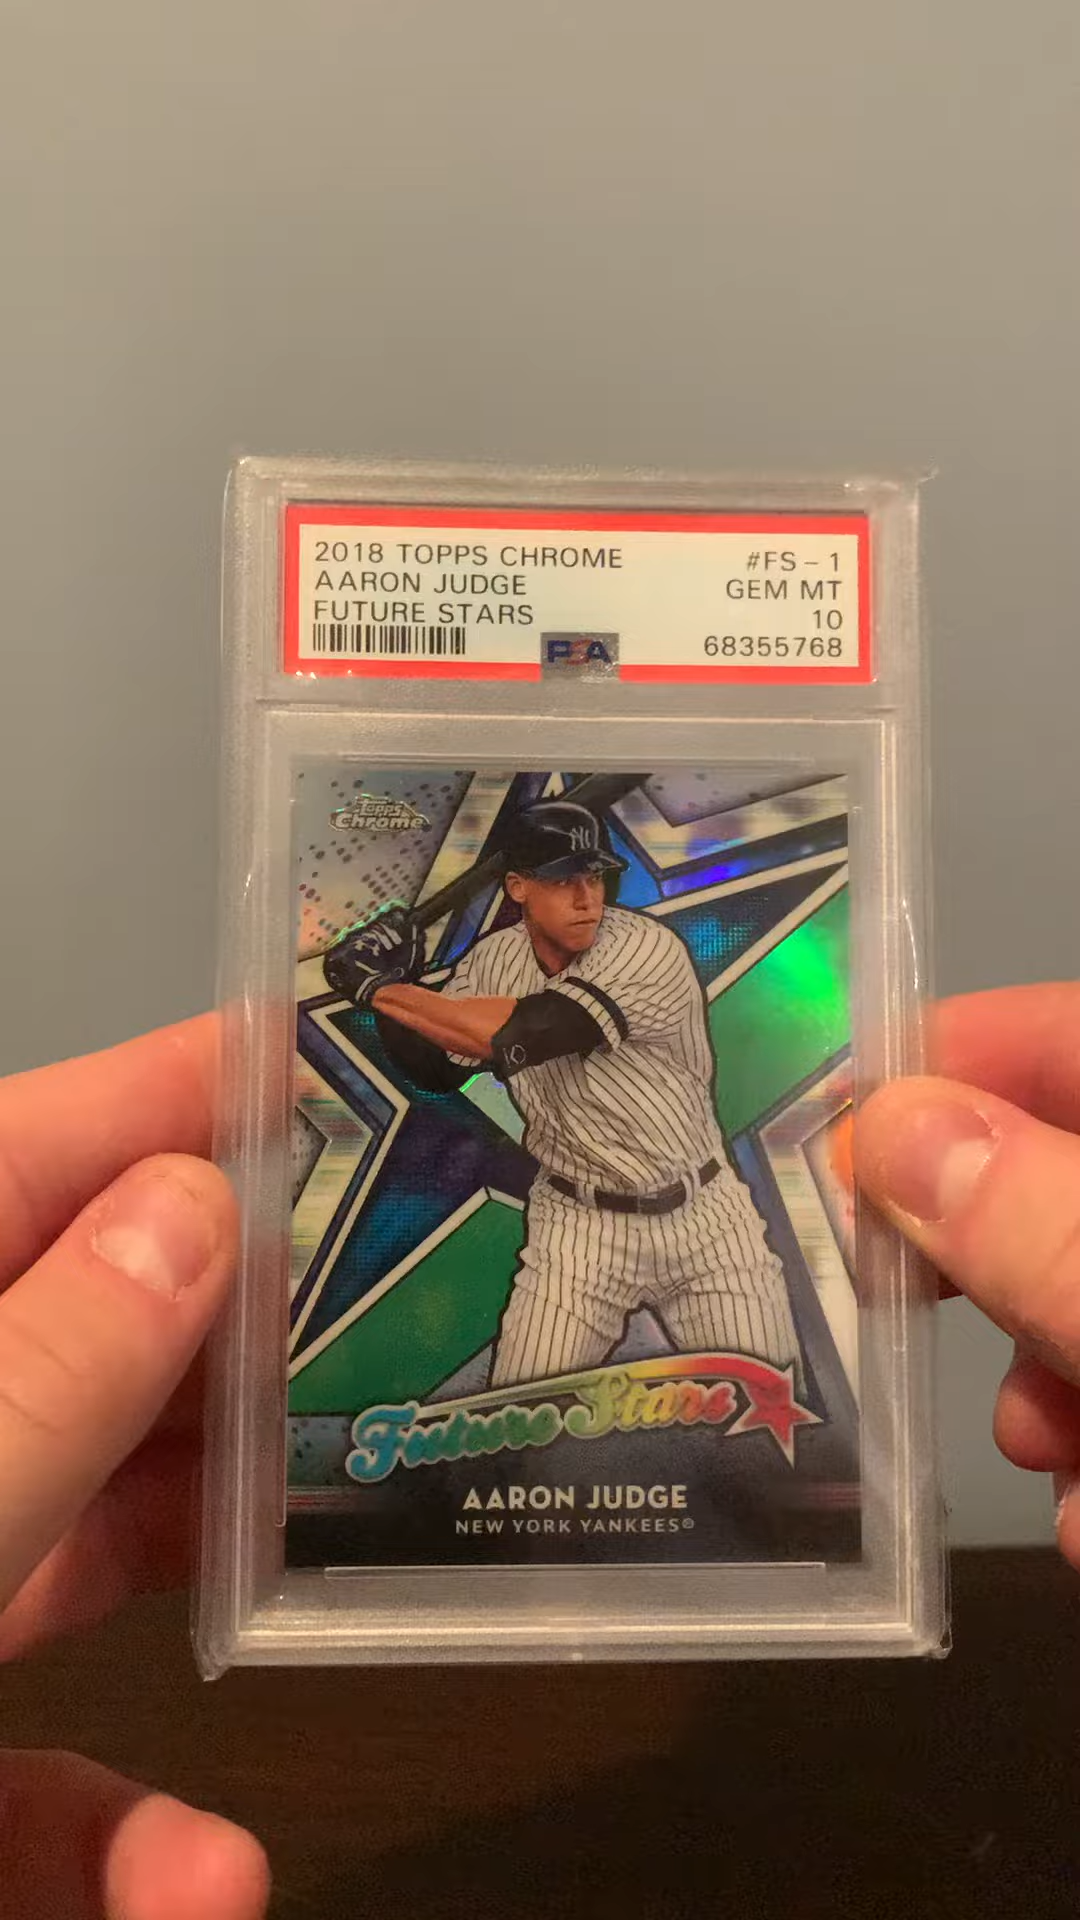 2018 TOPPS CHROME #FS-1
AARON JUDGE GEM MT
FUTURE STARS 10
PSA 68355768
Topps
Chrome
NY
Future Stars
AARON JUDGE
NEW YORK YANKEES®